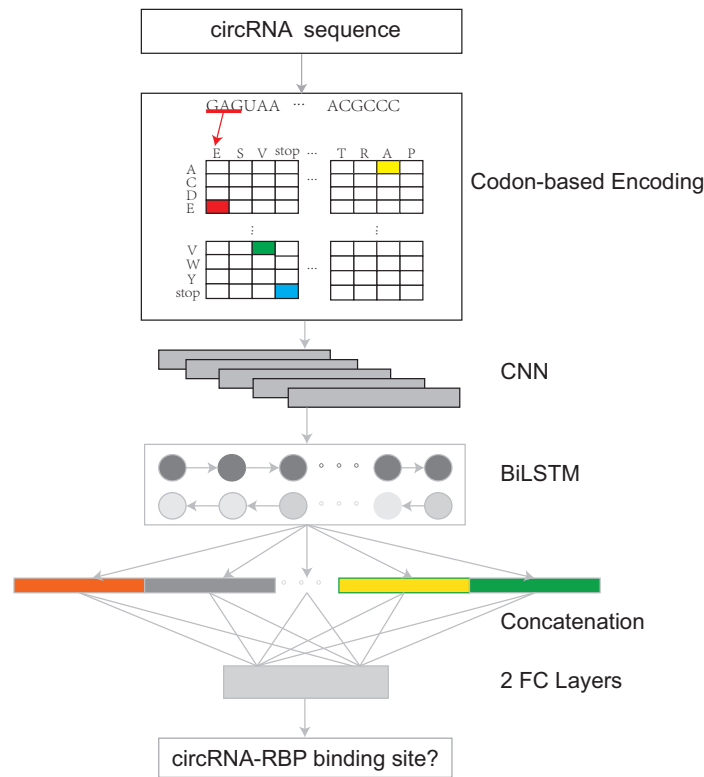 circRNA sequence
GAGUAA ... ACGCCC
E S V stop ... T R A P
A
...
C
D
E
Codon-based Encoding
⋮ ⋮
V
W
...
Y
stop
CNN
BiLSTM
Concatenation
2 FC Layers
circRNA-RBP binding site?